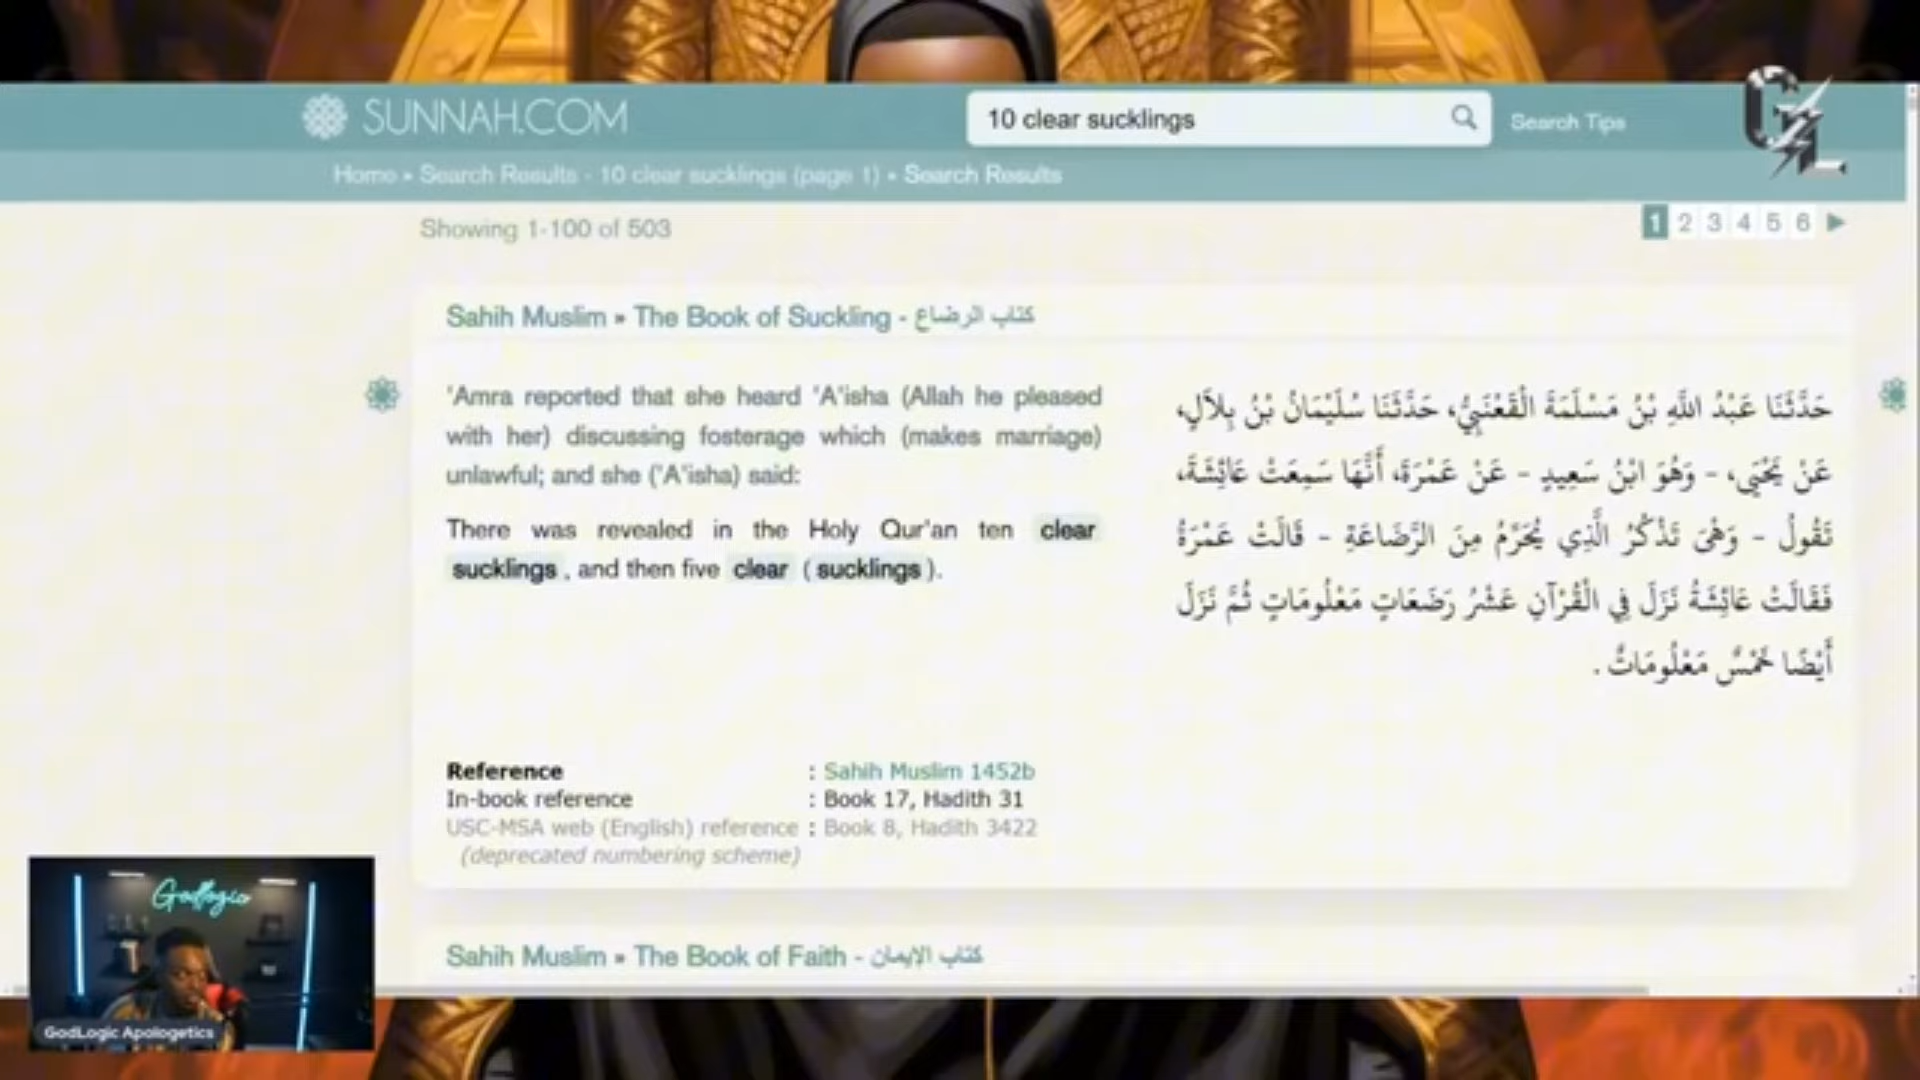 SUNNAH.COM
10 clear sucklings
Search Tips
GL
Home » Search Results - 10 clear sucklings (page 1) » Search Results
Showing 1-100 of 503
1 2 3 4 5 6
Sahih Muslim » The Book of Suckling - كتاب الرضاع
'Amra reported that she heard 'A'isha (Allah he pleased
with her) discussing fosterage which (makes marriage)
unlawful; and she ('A'isha) said:
There was revealed in the Holy Qur'an ten clear
sucklings , and then five clear ( sucklings ).
حَدَّثَنَا عَبْدُ اللَّهِ بْنُ مَسْلَمَةَ الْقَعْنَبِيُّ، حَدَّثَنَا سُلَيْمَانُ بْنُ بِلاَلٍ،
عَنْ يَحْيَى، - وَهُوَ ابْنُ سَعِيدٍ - عَنْ عَمْرَةَ، أَنَّهَا سَمِعَتْ عَائِشَةَ،
تَقُولُ - وَهْىَ تَذْكُرُ الَّذِي يُحَرِّمُ مِنَ الرَّضَاعَةِ - قَالَتْ عَمْرَةُ
فَقَالَتْ عَائِشَةُ نَزَلَ فِي الْقُرْآنِ عَشْرُ رَضَعَاتٍ مَعْلُومَاتٍ ثُمَّ نَزَلَ
أَيْضًا خَمْسٌ مَعْلُومَاتٌ .
Reference : Sahih Muslim 1452b
In-book reference : Book 17, Hadith 31
USC-MSA web (English) reference : Book 8, Hadith 3422
(deprecated numbering scheme)
Sahih Muslim » The Book of Faith - كتاب الإيمان
Godlogic
GodLogic Apologetics